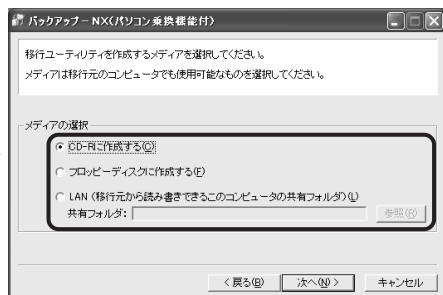 バックアップ-NX(パソコン乗換機能付)
移行ユーティリティを作成するメディアを選択してください。
メディアは移行元のコンピュータでも使用可能なものを選択してください。
メディアの選択
CD-Rに作成する(C)
フロッピーディスクに作成する(F)
LAN (移行元から読み書きできるこのコンピュータの共有フォルダ)(L)
共有フォルダ:
参照(R)
< 戻る(B)
次へ(N) >
キャンセル